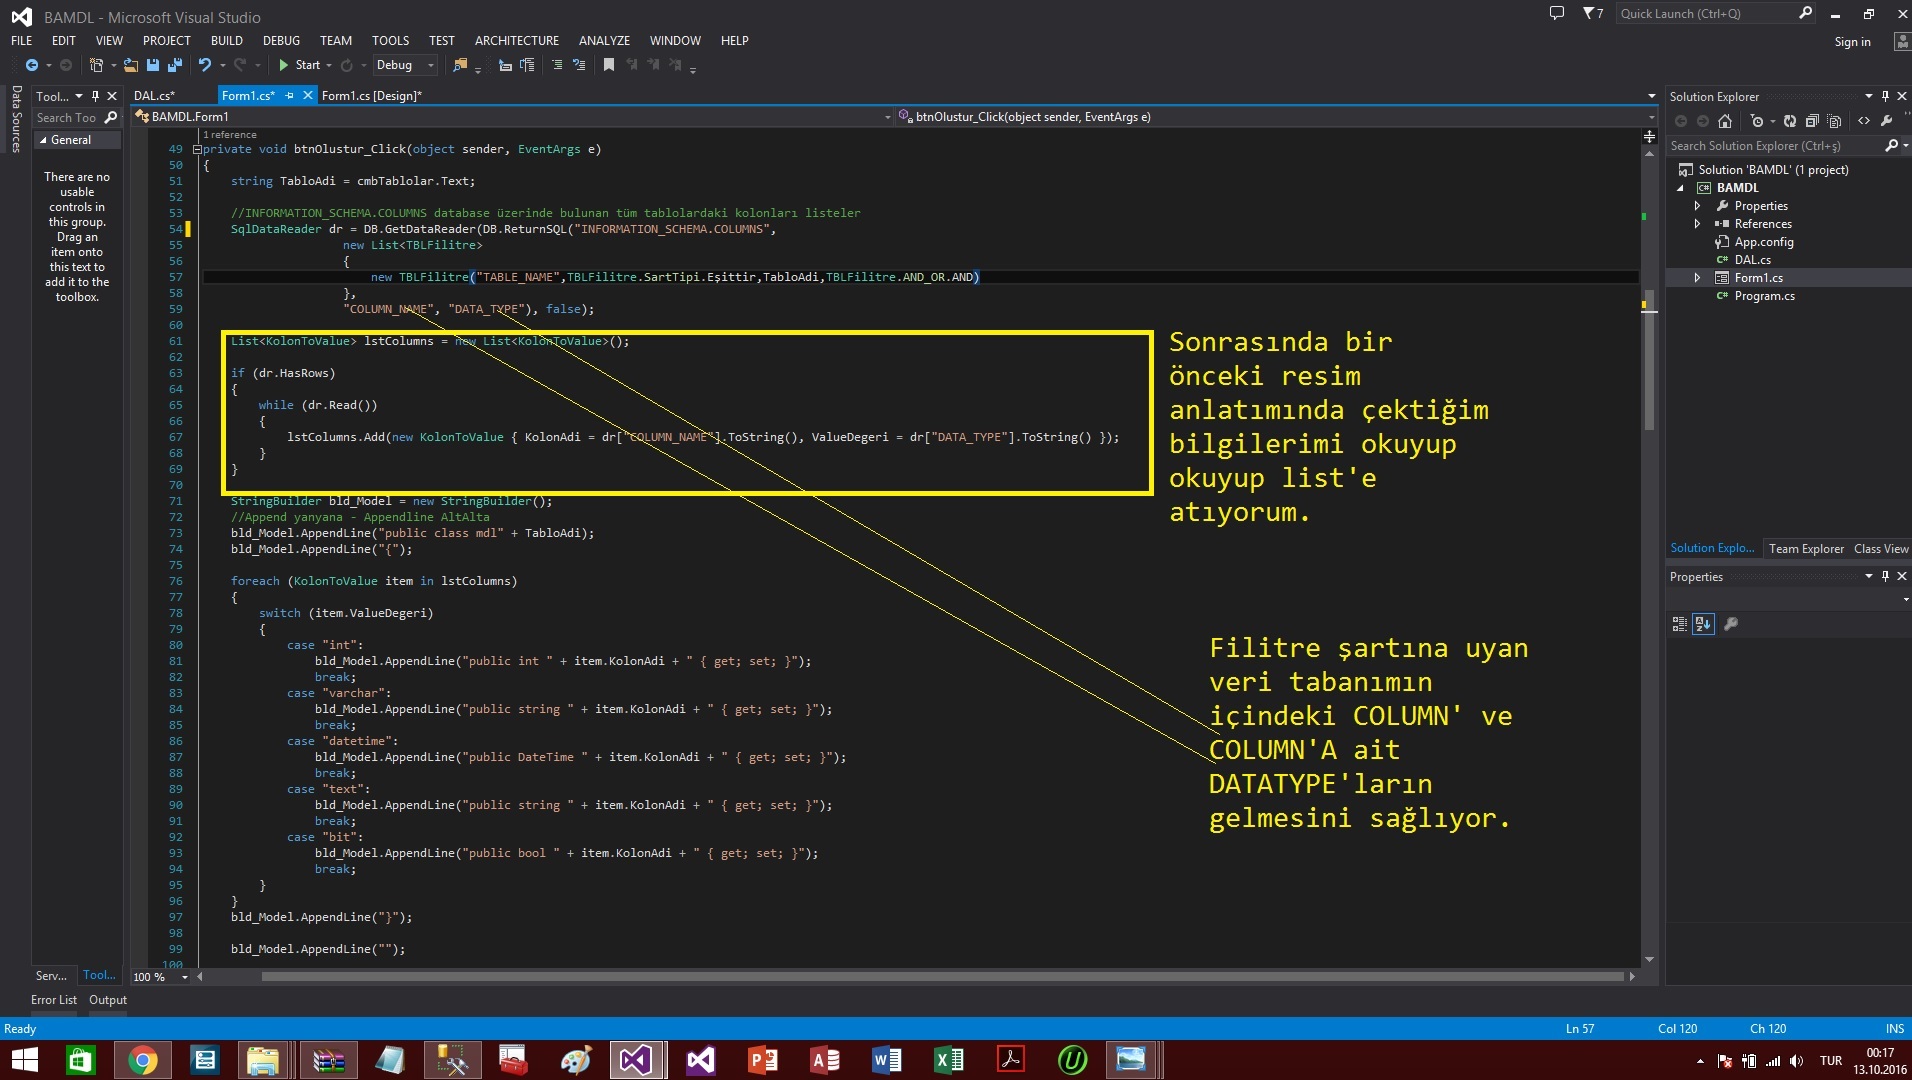 BAMDL - Microsoft Visual Studio
7
Quick Launch (Ctrl+Q)
FILE EDIT VIEW PROJECT BUILD DEBUG TEAM TOOLS TEST ARCHITECTURE ANALYZE WINDOW HELP
Sign in
Start Debug
Data Sources
Tool...
Search Too
General
There are no
usable
controls in
this group.
Drag an
item onto
this text to
add it to the
toolbox.
Serv... Tool...
DAL.cs* Form1.cs* Form1.cs [Design]*
BAMDL.Form1 btnOlustur_Click(object sender, EventArgs e)
1 reference
49 private void btnOlustur_Click(object sender, EventArgs e)
50 {
51 string TabloAdi = cmbTablolar.Text;
52
53 //INFORMATION_SCHEMA.COLUMNS database üzerinde bulunan tüm tablolardaki kolonları listeler
54 SqlDataReader dr = DB.GetDataReader(DB.ReturnSQL("INFORMATION_SCHEMA.COLUMNS",
55 new List<TBLFilitre>
56 {
57 new TBLFilitre("TABLE_NAME",TBLFilitre.SartTipi.Eşittir,TabloAdi,TBLFilitre.AND_OR.AND)
58 },
59 "COLUMN_NAME", "DATA_TYPE"), false);
60
61 List<KolonToValue> lstColumns = new List<KolonToValue>();
62
63 if (dr.HasRows)
64 {
65 while (dr.Read())
66 {
67 lstColumns.Add(new KolonToValue { KolonAdi = dr["COLUMN_NAME"].ToString(), ValueDegeri = dr["DATA_TYPE"].ToString() });
68 }
69 }
70
71 StringBuilder bld_Model = new StringBuilder();
72 //Append yanyana - Appendline AltAlta
73 bld_Model.AppendLine("public class mdl" + TabloAdi);
74 bld_Model.AppendLine("{");
75
76 foreach (KolonToValue item in lstColumns)
77 {
78 switch (item.ValueDegeri)
79 {
80 case "int":
81 bld_Model.AppendLine("public int " + item.KolonAdi + " { get; set; }");
82 break;
83 case "varchar":
84 bld_Model.AppendLine("public string " + item.KolonAdi + " { get; set; }");
85 break;
86 case "datetime":
87 bld_Model.AppendLine("public DateTime " + item.KolonAdi + " { get; set; }");
88 break;
89 case "text":
90 bld_Model.AppendLine("public string " + item.KolonAdi + " { get; set; }");
91 break;
92 case "bit":
93 bld_Model.AppendLine("public bool " + item.KolonAdi + " { get; set; }");
94 break;
95 }
96 }
97 bld_Model.AppendLine("}");
98
99 bld_Model.AppendLine("");
100
100 %
Sonrasında bir
önceki resim
anlatımında çektiğim
bilgilerimi okuyup
okuyup list'e
atıyorum.
Filitre şartına uyan
veri tabanımın
içindeki COLUMN' ve
COLUMN'A ait
DATATYPE'ların
gelmesini sağlıyor.
Solution Explorer
Search Solution Explorer (Ctrl+ş)
Solution 'BAMDL' (1 project)
BAMDL
Properties
References
App.config
DAL.cs
Form1.cs
Program.cs
Solution Explo... Team Explorer Class View
Properties
Error List Output
Ready Ln 57 Col 120 Ch 120 INS
TUR
00:17
13.10.2016